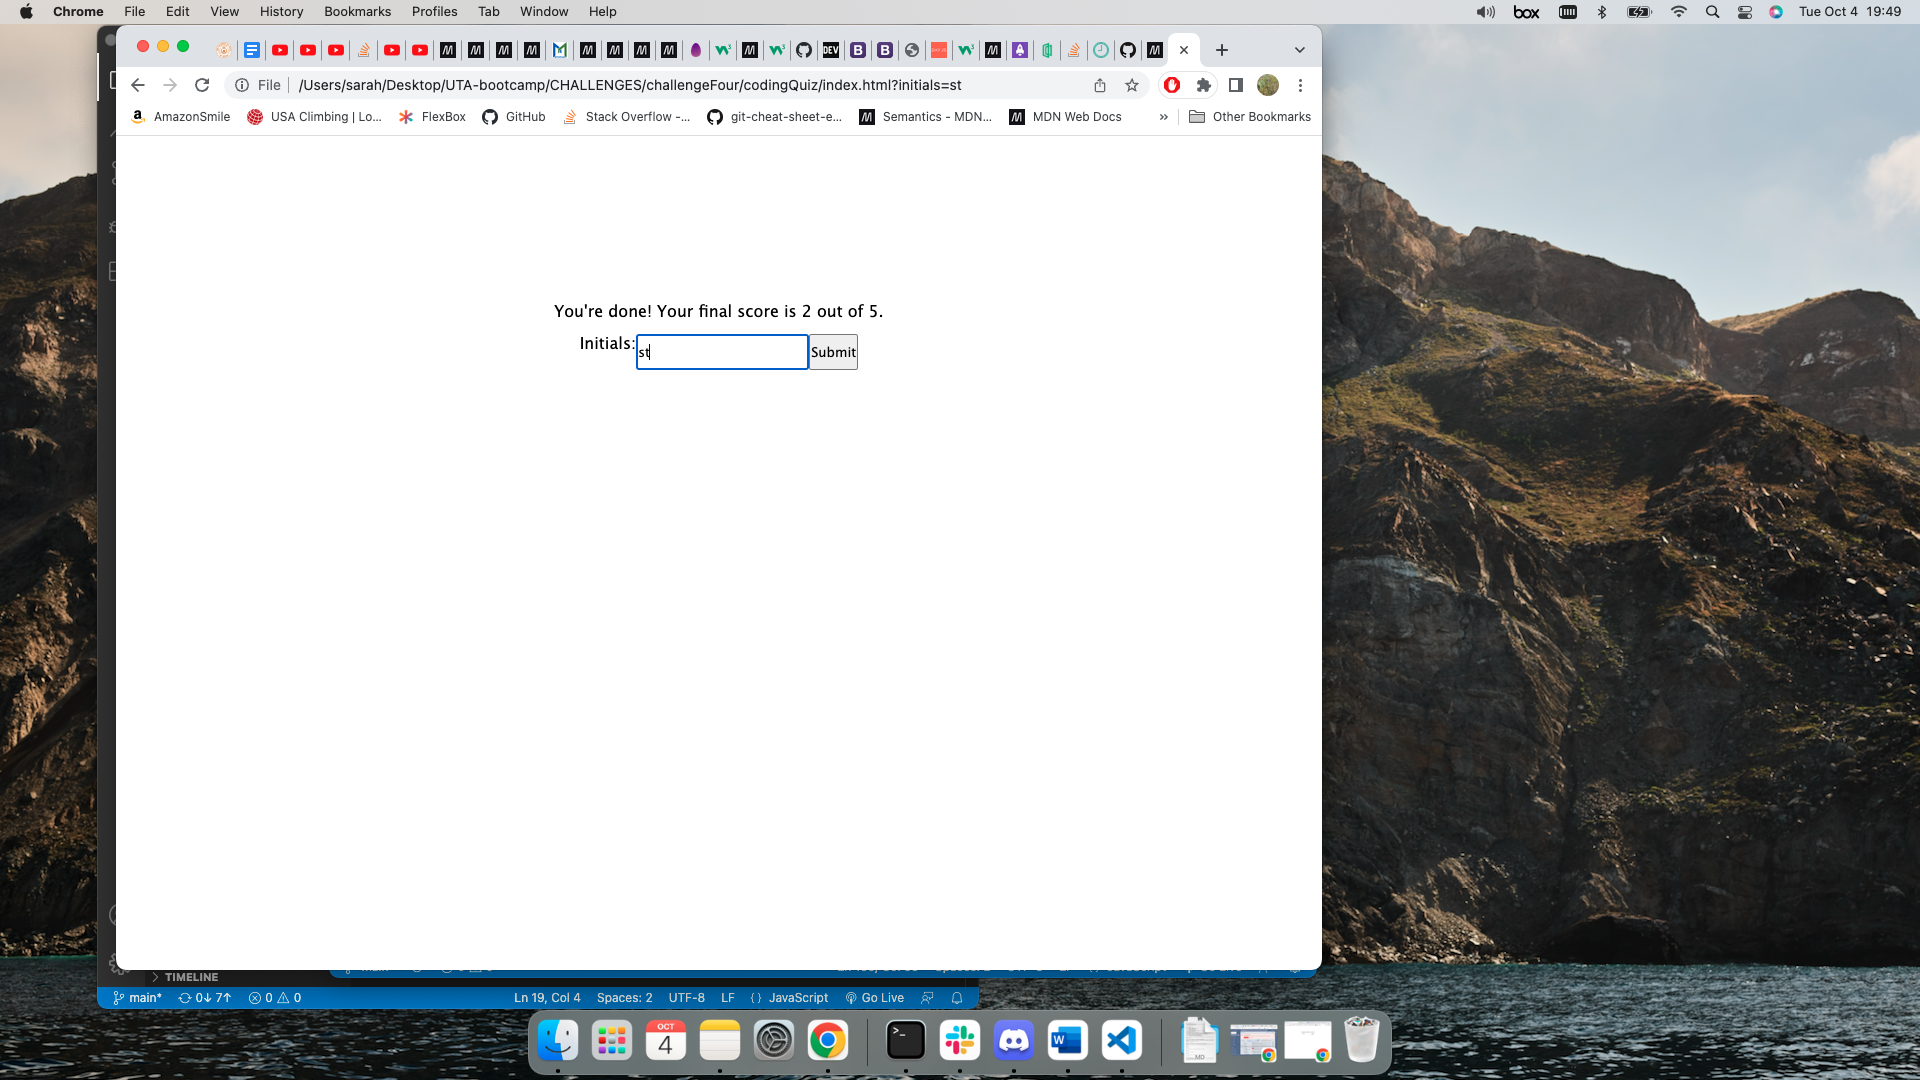 Chrome File Edit View History Bookmarks Profiles Tab Window Help box Tue Oct 4 19:49
DEV
File /Users/sarah/Desktop/UTA-bootcamp/CHALLENGES/challengeFour/codingQuiz/index.html?initials=st
AmazonSmile USA Climbing | Lo... FlexBox GitHub Stack Overflow -... git-cheat-sheet-e... Semantics - MDN... MDN Web Docs » Other Bookmarks
You're done! Your final score is 2 out of 5.
Initials: st Submit
TIMELINE
main* 0↓ 7↑ 0 0 Ln 19, Col 4 Spaces: 2 UTF-8 LF {} JavaScript Go Live
OCT
4